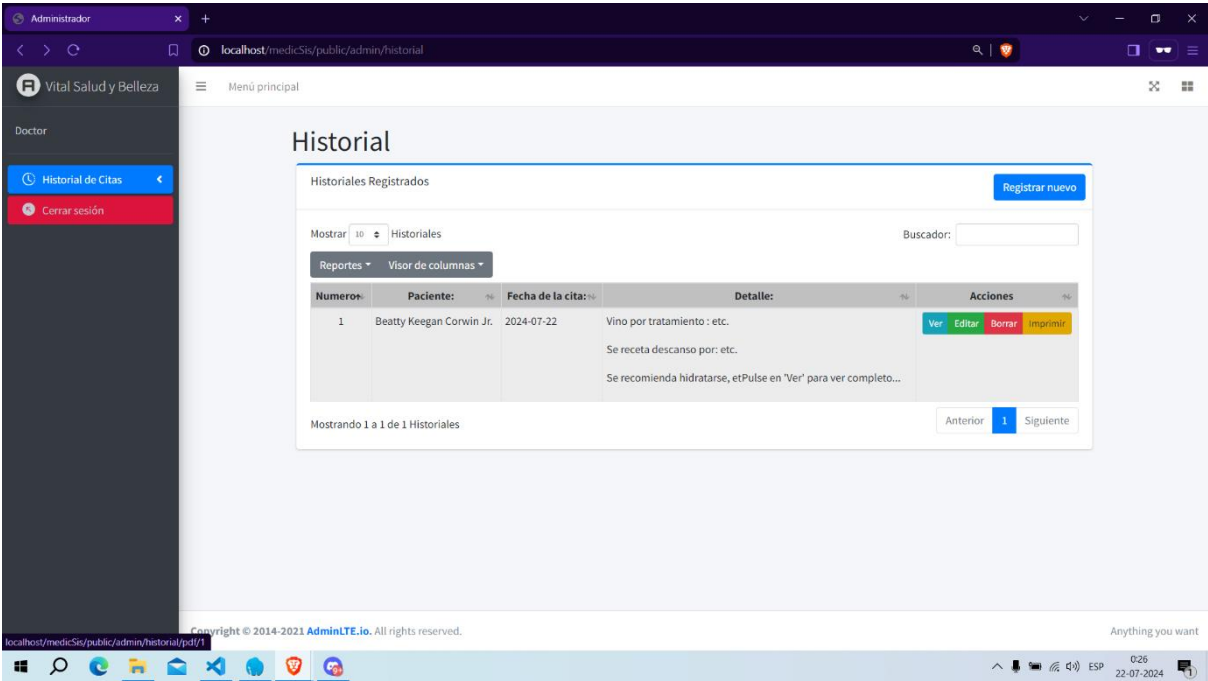 Administrador
localhost/medicSis/public/admin/historial
Vital Salud y Belleza
Menú principal
Doctor
Historial de Citas
Cerrar sesión
Historial
Historiales Registrados
Registrar nuevo
Mostrar 10 Historiales
Buscador:
Reportes Visor de columnas
Numero Paciente: Fecha de la cita: Detalle: Acciones
1 Beatty Keegan Corwin Jr. 2024-07-22 Vino por tratamiento : etc. Ver Editar Borrar Imprimir
Se receta descanso por: etc.
Se recomienda hidratarse, etPulse en 'Ver' para ver completo...
Mostrando 1 a 1 de 1 Historiales
Anterior 1 Siguiente
Copyright © 2014-2021 AdminLTE.io. All rights reserved. Anything you want
localhost/medicSis/public/admin/historial/pdf/1
ESP
0:26
22-07-2024